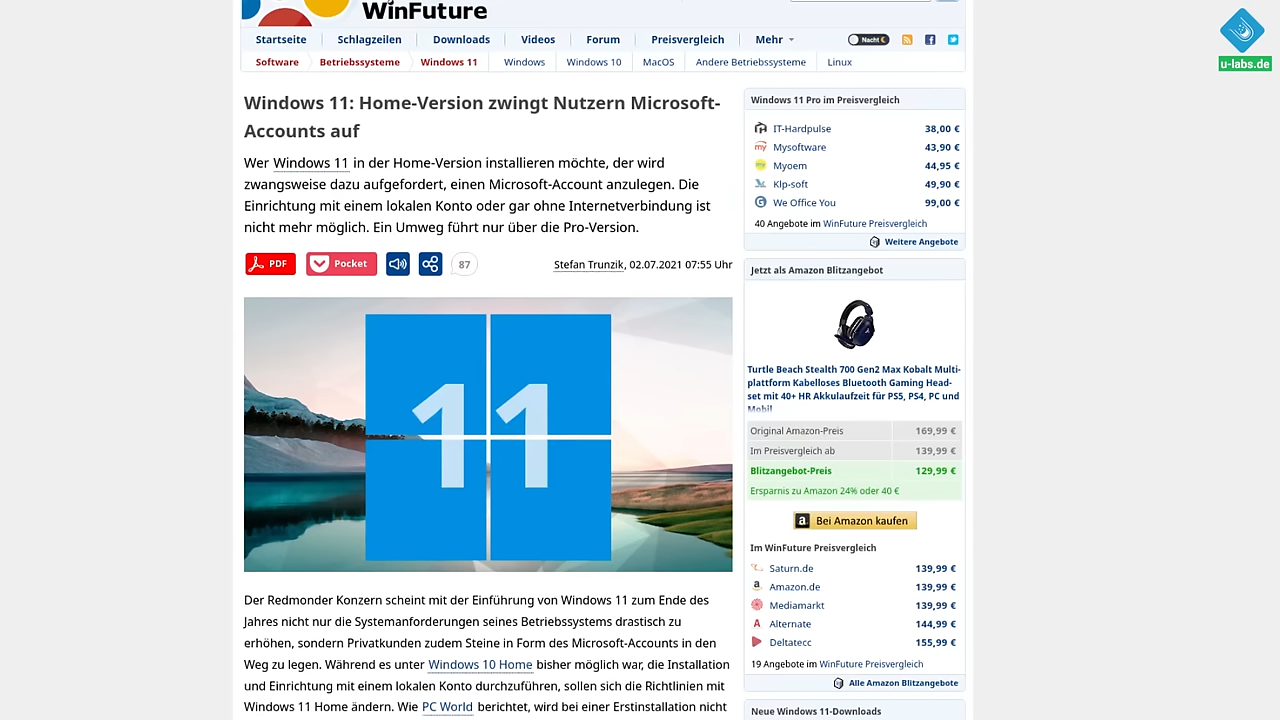 WinFuture
Startseite
Schlagzeilen
Downloads
Videos
Forum
Preisvergleich
Mehr
Nacht
Software
Betriebssysteme
Windows 11
Windows
Windows 10
MacOS
Andere Betriebssysteme
Linux
u-labs.de
Windows 11: Home-Version zwingt Nutzern Microsoft-
Accounts auf
Wer Windows 11 in der Home-Version installieren möchte, der wird
zwangsweise dazu aufgefordert, einen Microsoft-Account anzulegen. Die
Einrichtung mit einem lokalen Konto oder gar ohne Internetverbindung ist
nicht mehr möglich. Ein Umweg führt nur über die Pro-Version.
PDF
Pocket
87
Stefan Trunzik, 02.07.2021 07:55 Uhr
11
Der Redmonder Konzern scheint mit der Einführung von Windows 11 zum Ende des
Jahres nicht nur die Systemanforderungen seines Betriebssystems drastisch zu
erhöhen, sondern Privatkunden zudem Steine in Form des Microsoft-Accounts in den
Weg zu legen. Während es unter Windows 10 Home bisher möglich war, die Installation
und Einrichtung mit einem lokalen Konto durchzuführen, sollen sich die Richtlinien mit
Windows 11 Home ändern. Wie PC World berichtet, wird bei einer Erstinstallation nicht
Windows 11 Pro im Preisvergleich
IT-Hardpulse 38,00 €
Mysoftware 43,90 €
Myoem 44,95 €
Klp-soft 49,90 €
We Office You 99,00 €
40 Angebote im WinFuture Preisvergleich
Weitere Angebote
Jetzt als Amazon Blitzangebot
Turtle Beach Stealth 700 Gen2 Max Kobalt Multi-
plattform Kabelloses Bluetooth Gaming Head-
set mit 40+ HR Akkulaufzeit für PS5, PS4, PC und
Mobil
Original Amazon-Preis 169,99 €
Im Preisvergleich ab 139,99 €
Blitzangebot-Preis 129,99 €
Ersparnis zu Amazon 24% oder 40 €
Bei Amazon kaufen
Im WinFuture Preisvergleich
Saturn.de 139,99 €
Amazon.de 139,99 €
Mediamarkt 139,99 €
Alternate 144,99 €
Deltatecc 155,99 €
19 Angebote im WinFuture Preisvergleich
Alle Amazon Blitzangebote
Neue Windows 11-Downloads